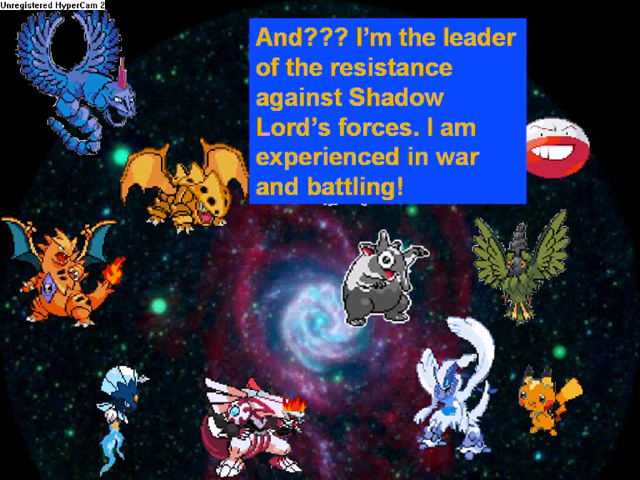 Unregistered HyperCam 2
And??? I'm the leader
of the resistance
against Shadow
Lord's forces. I am
experienced in war
and battling!